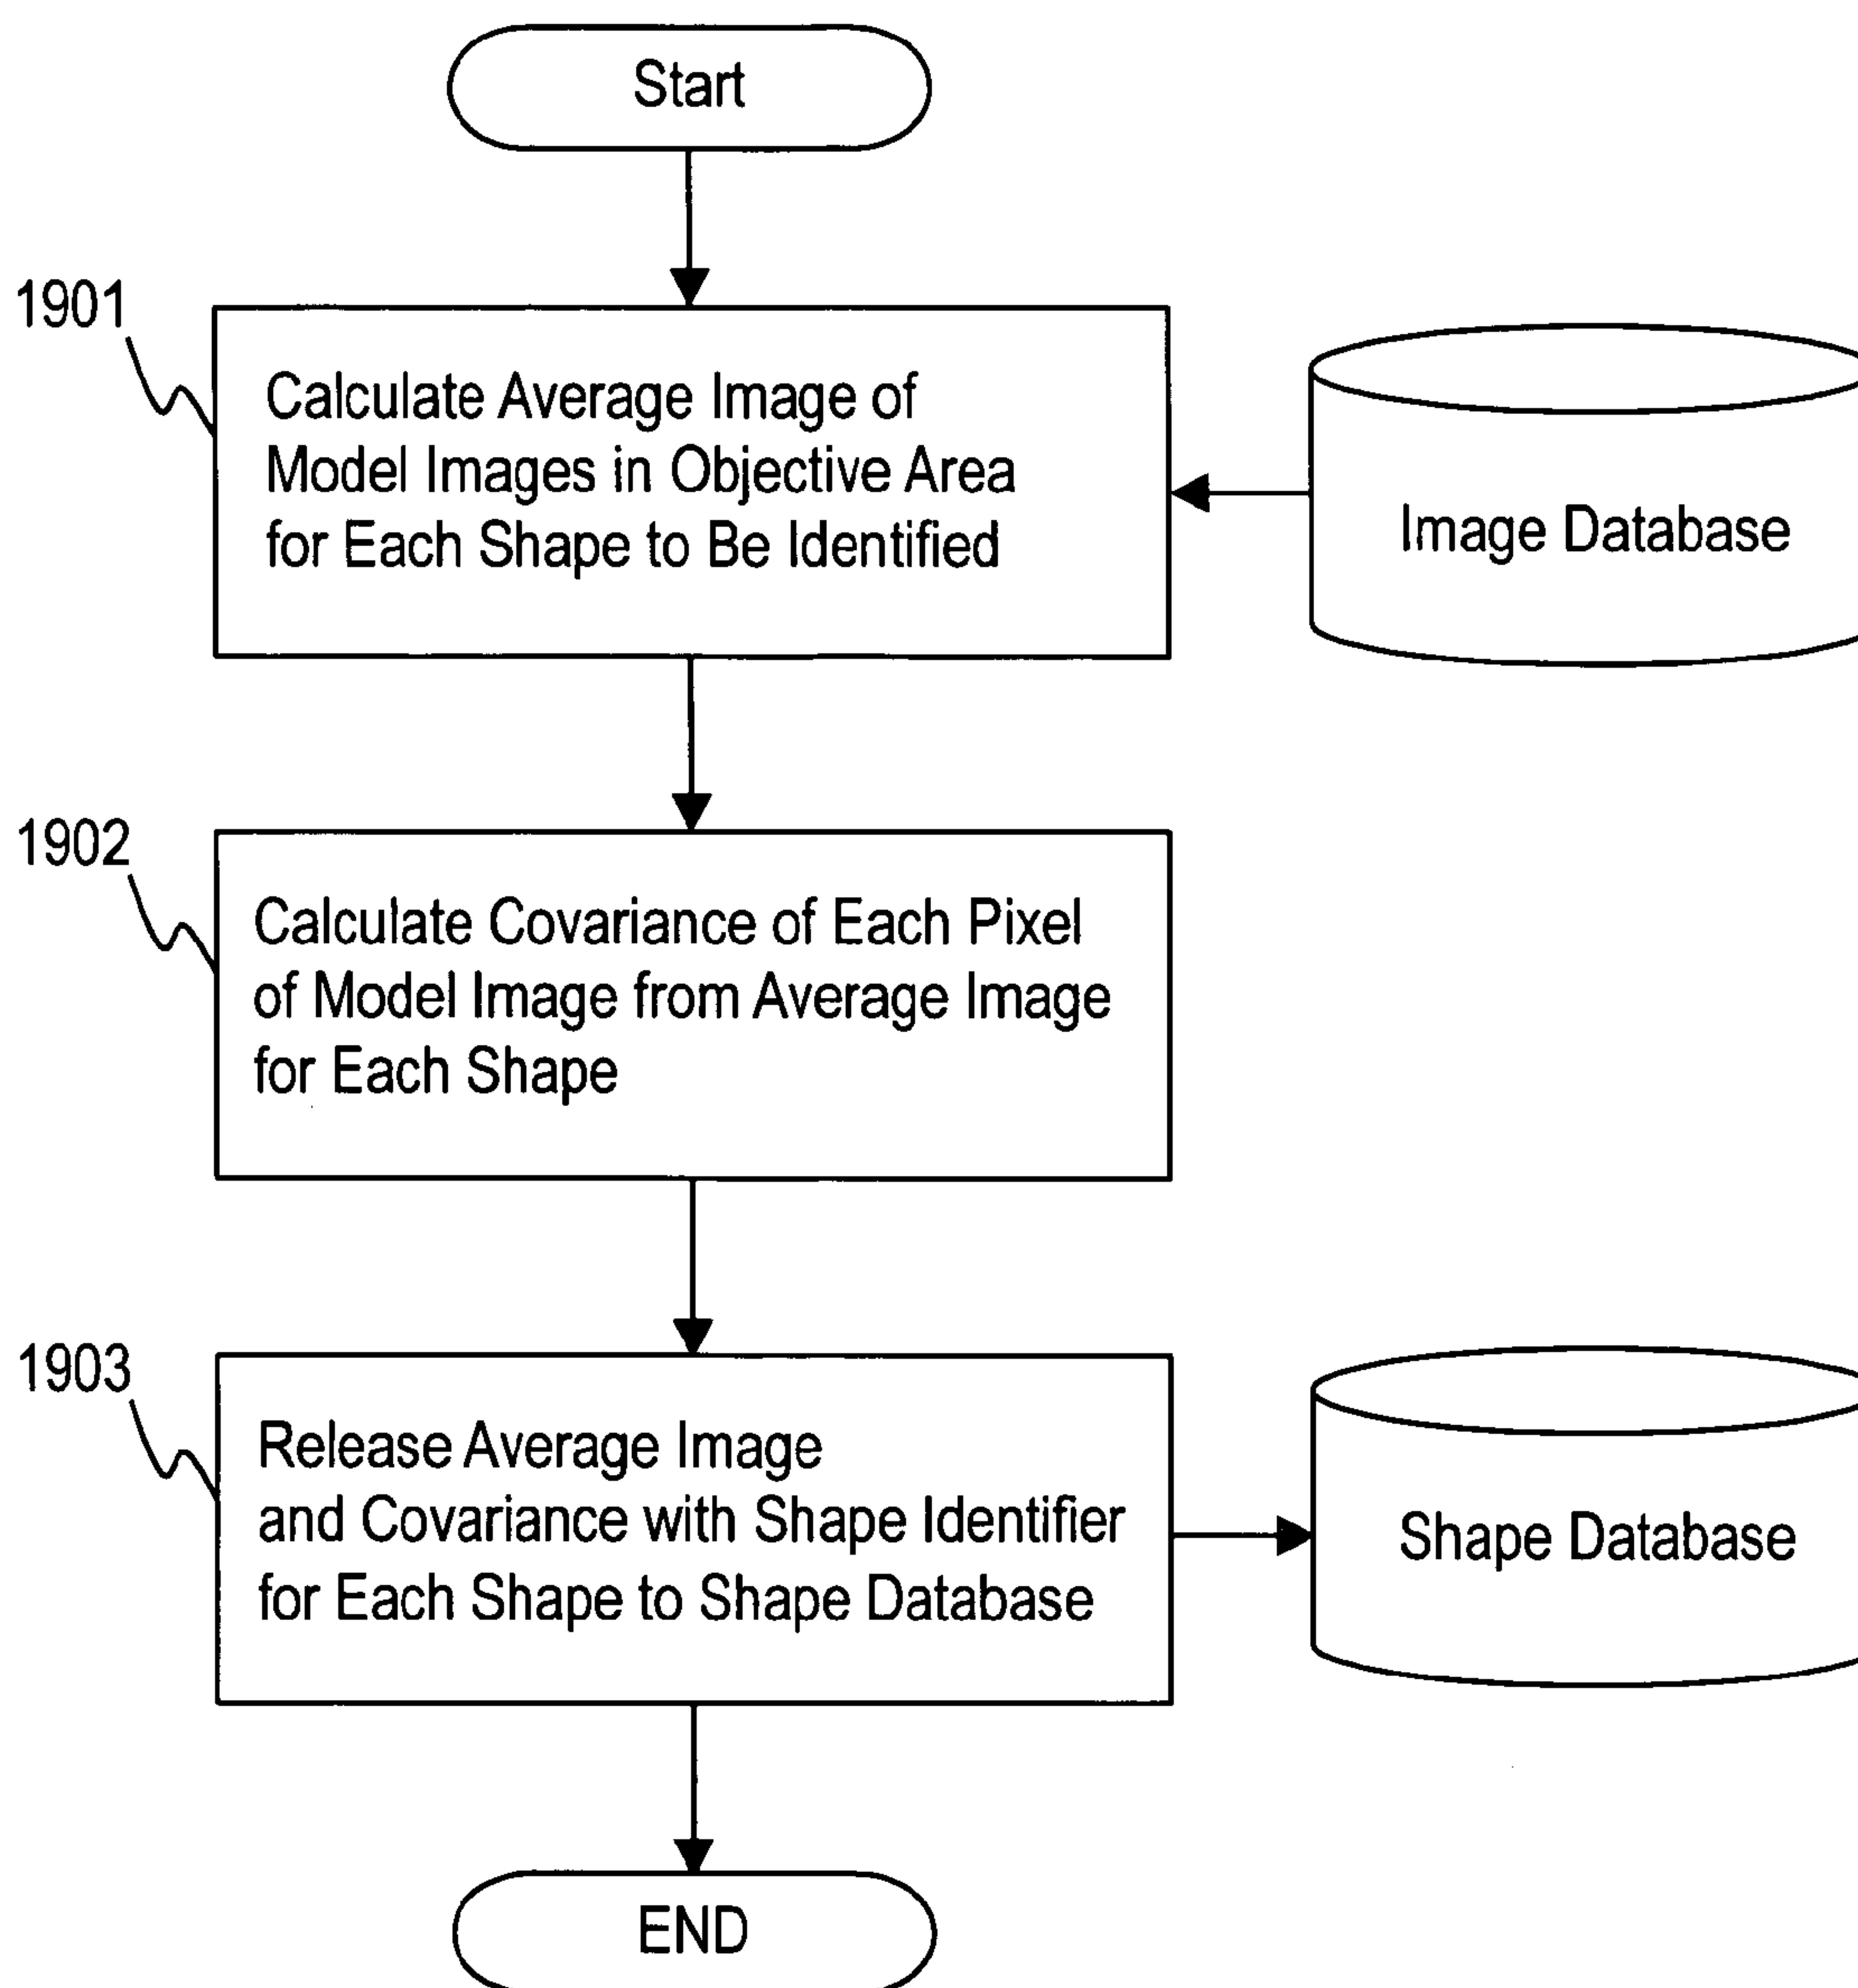 Start
1901
Calculate Average Image of
Model Images in Objective Area
for Each Shape to Be Identified
Image Database
1902
Calculate Covariance of Each Pixel
of Model Image from Average Image
for Each Shape
1903
Release Average Image
and Covariance with Shape Identifier
for Each Shape to Shape Database
Shape Database
END